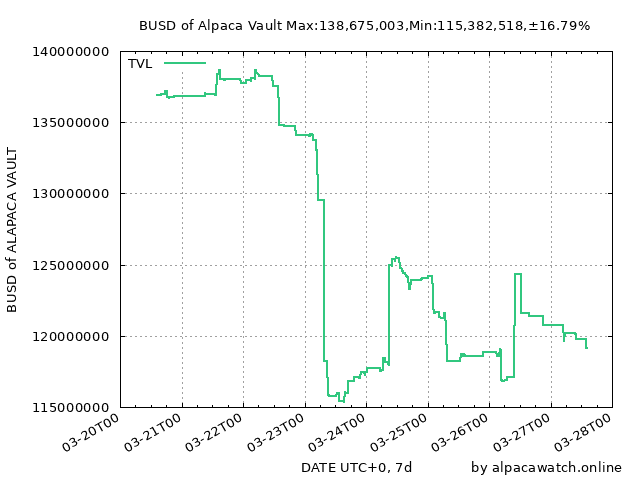 BUSD of Alpaca Vault Max:138,675,003,Min:115,382,518,±16.79%
TVL
BUSD of ALAPACA VAULT
140000000
135000000
130000000
125000000
120000000
115000000
03-20T00
03-21T00
03-22T00
03-23T00
03-24T00
03-25T00
03-26T00
03-27T00
03-28T00
DATE UTC+0, 7d
by alpacawatch.online